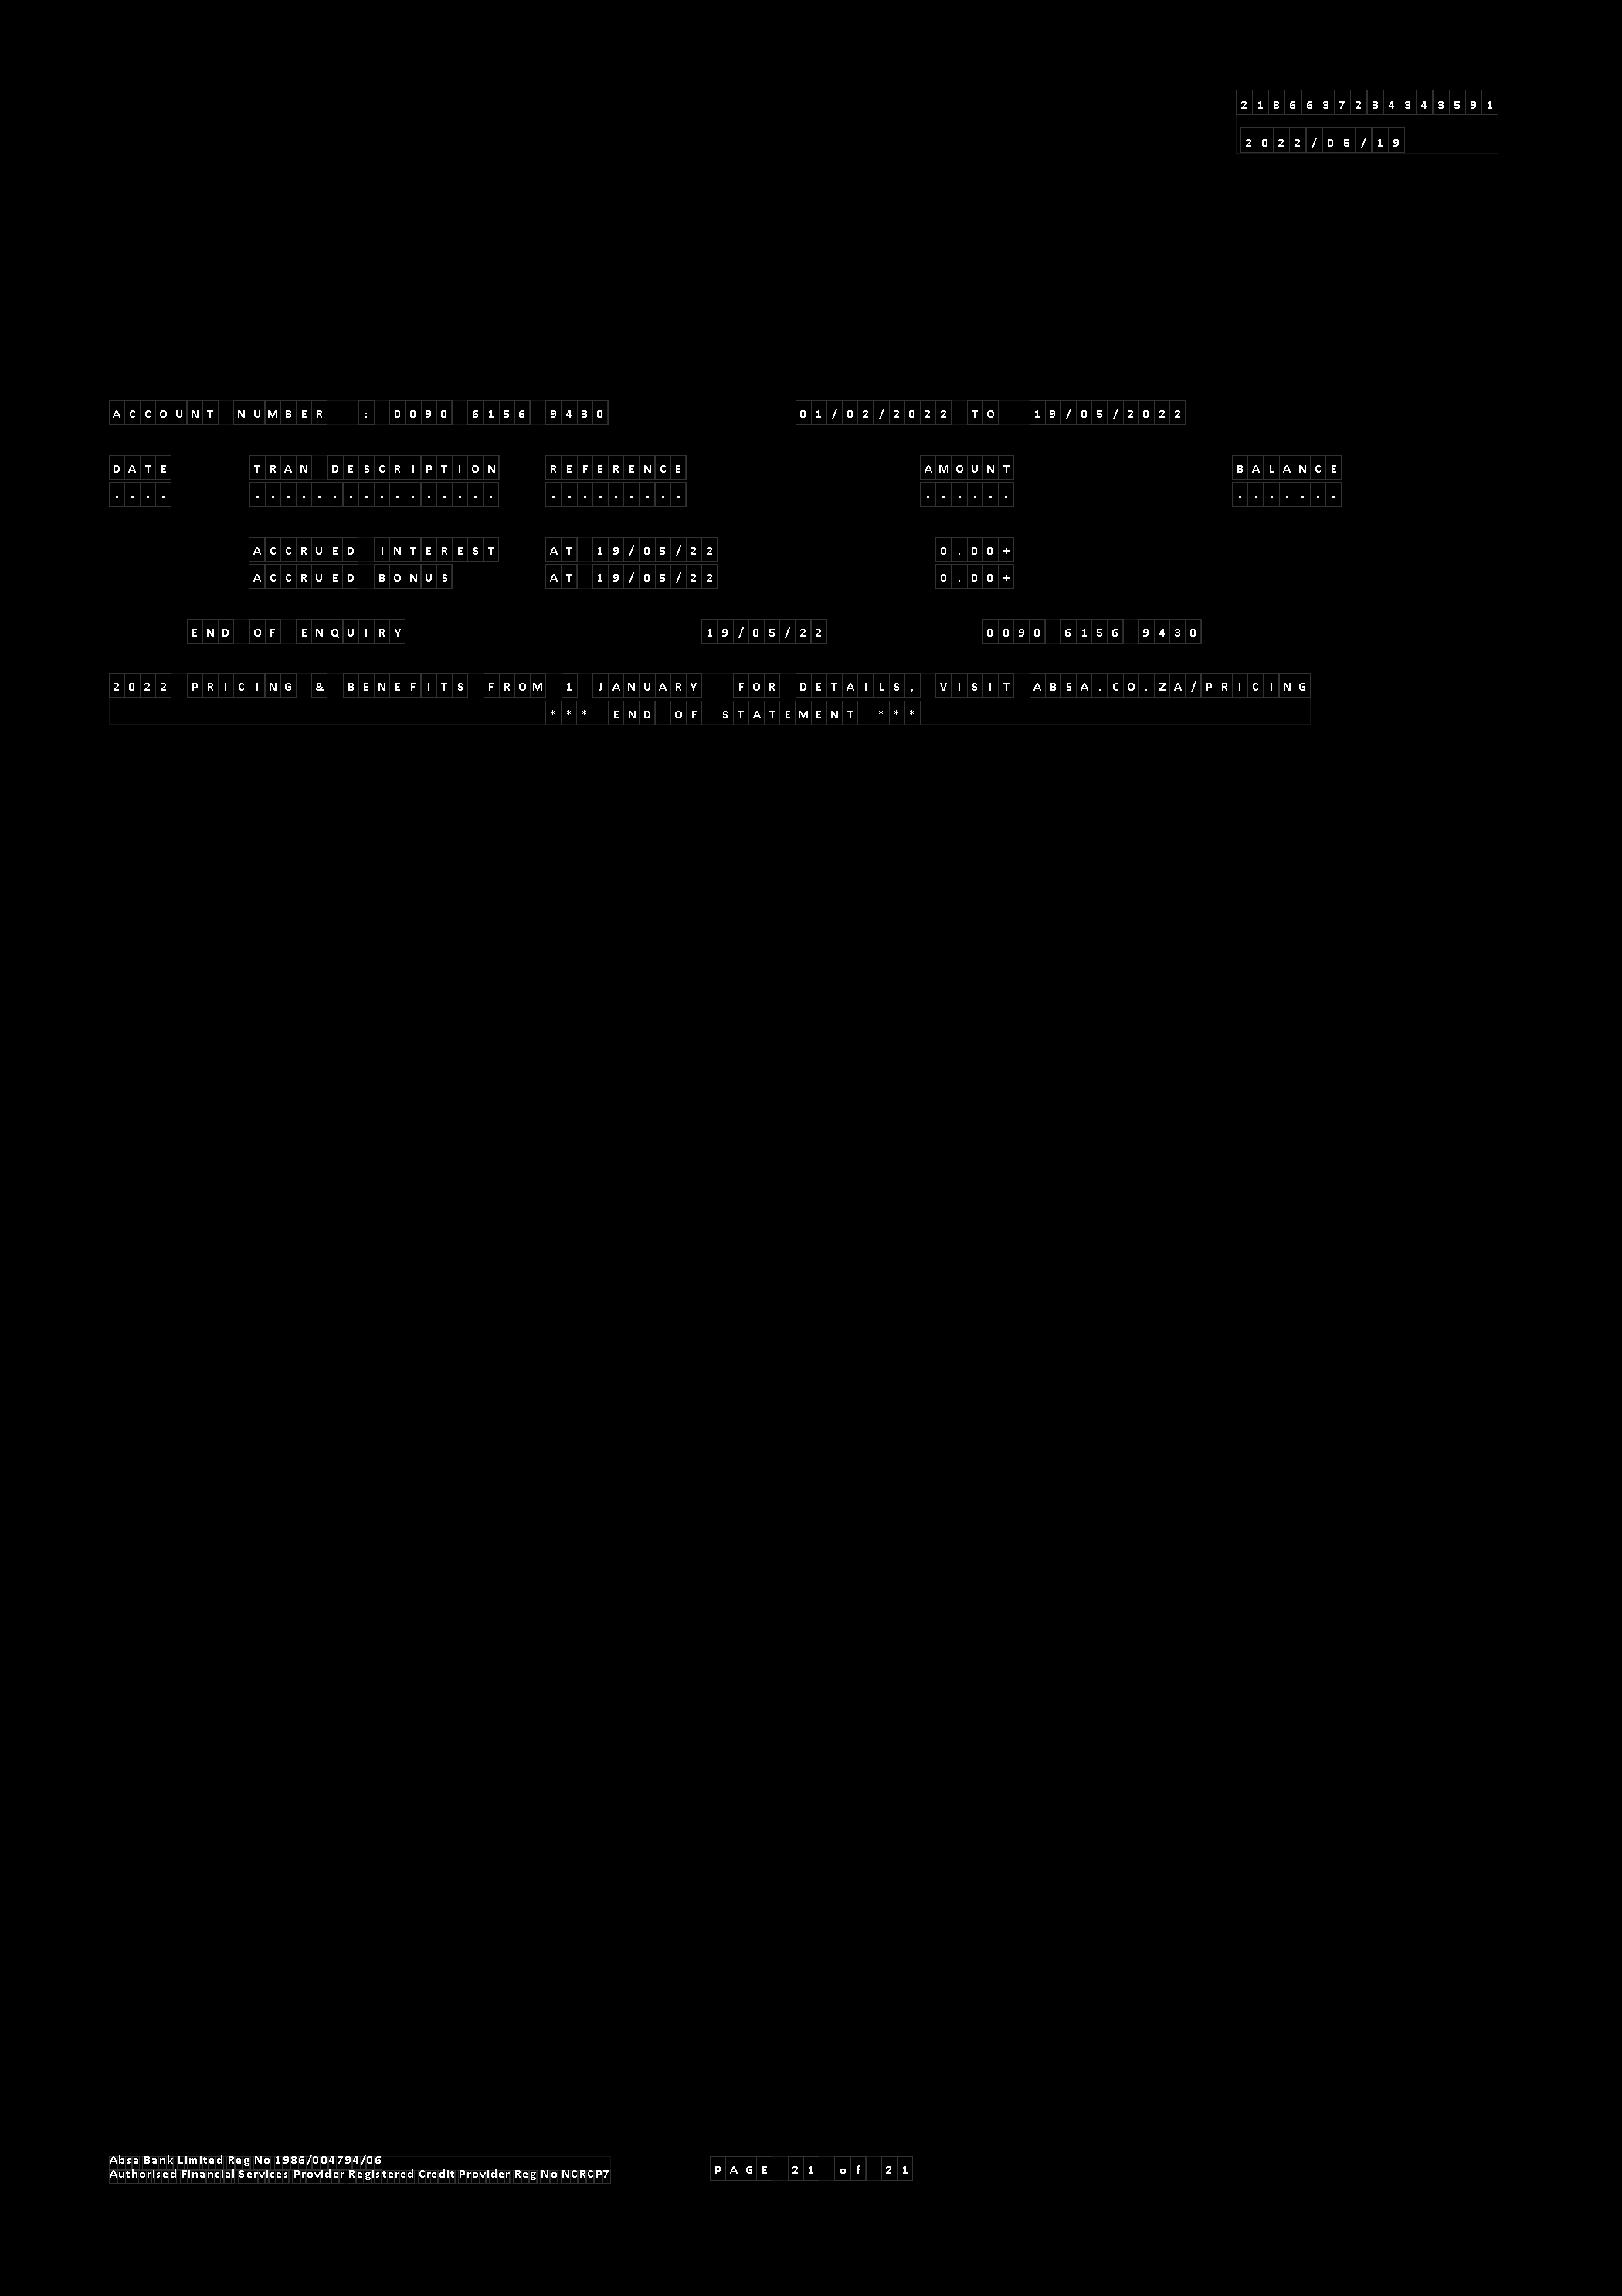 2186637234343591
2022/05/19
ACCOUNT NUMBER : 0090 6156 9430 01/02/2022 TO 19/05/2022
DATE TRAN DESCRIPTION REFERENCE AMOUNT BALANCE
---- ---------------- --------- ------ -------
ACCRUED INTEREST AT 19/05/22 0.00+
ACCRUED BONUS AT 19/05/22 0.00+
END OF ENQUIRY 19/05/22 0090 6156 9430
2022 PRICING & BENEFITS FROM 1 JANUARY FOR DETAILS, VISIT ABSA.CO.ZA/PRICING
*** END OF STATEMENT ***
Absa Bank Limited Reg No 1986/004794/06
Authorised Financial Services Provider Registered Credit Provider Reg No NCRCP7
PAGE 21 of 21